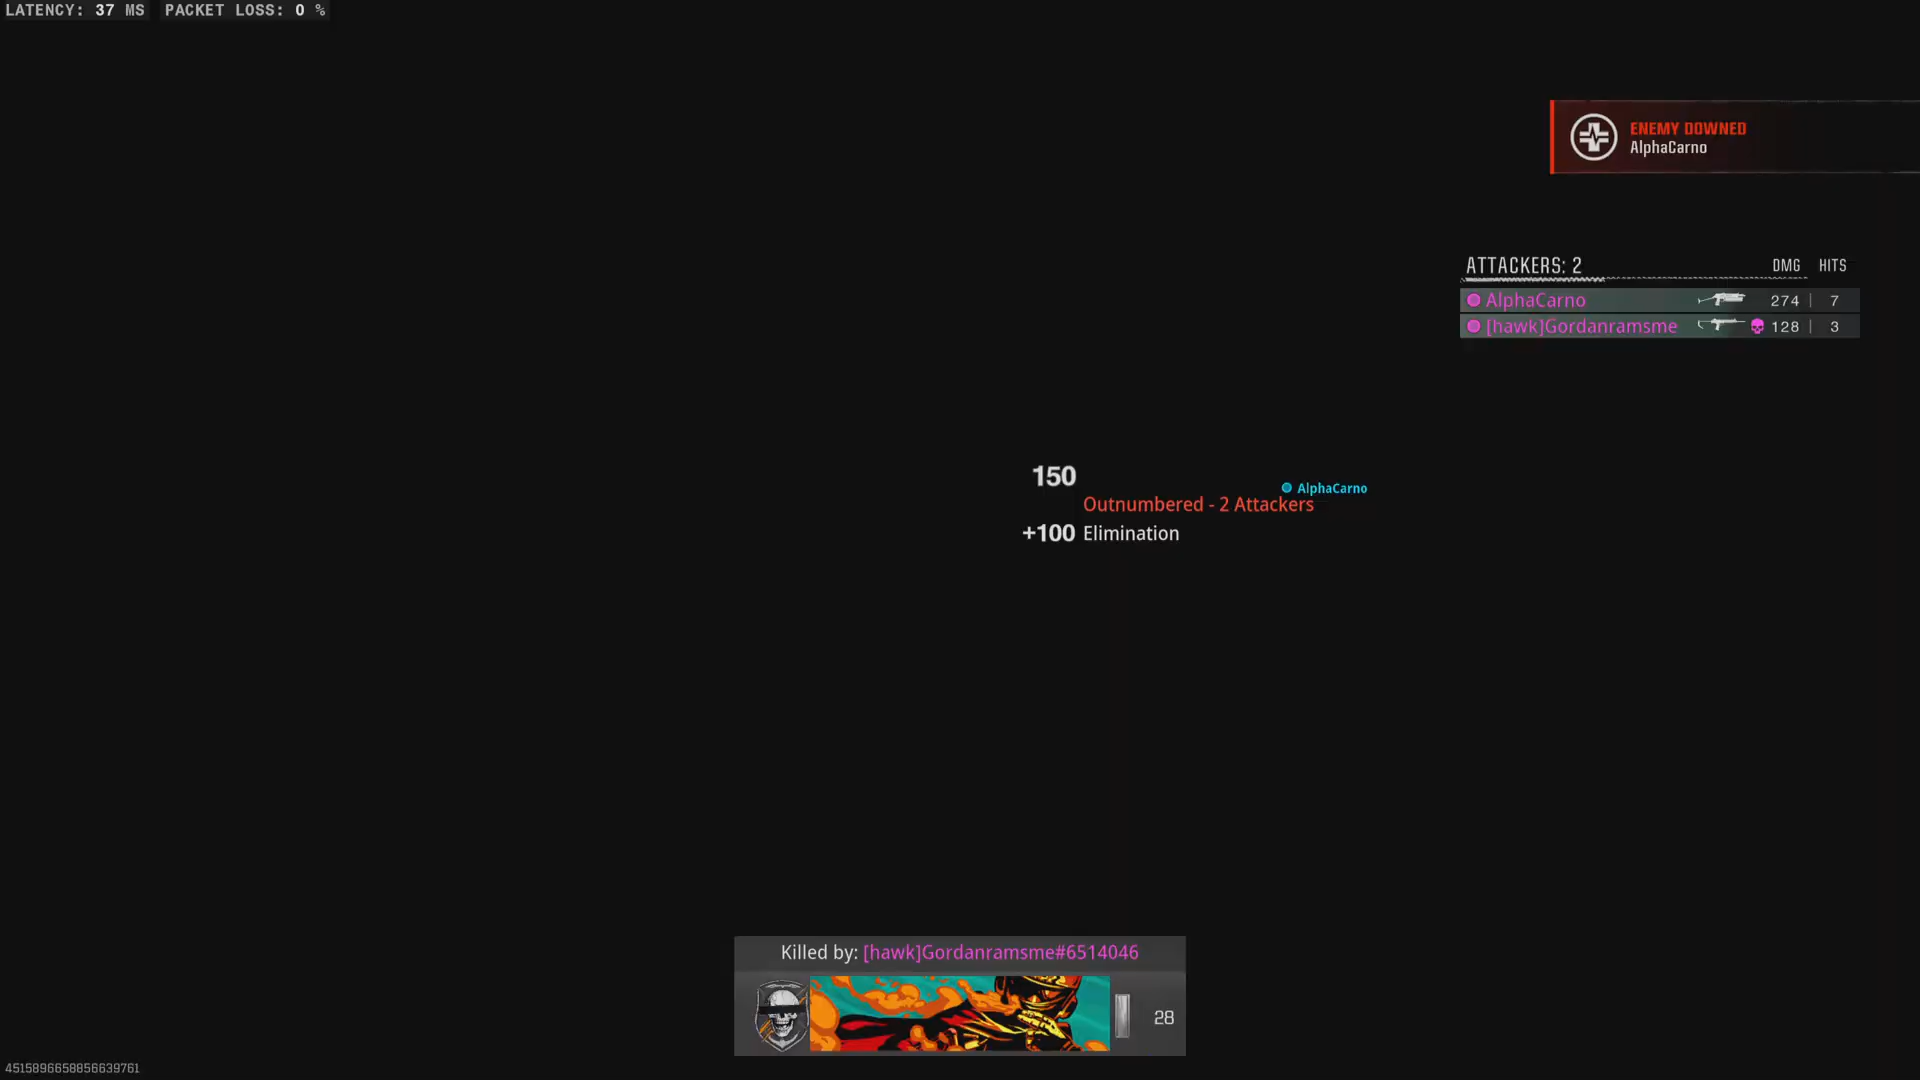 LATENCY: 37 MS PACKET LOSS: 0 %
ENEMY DOWNED
AlphaCarno
ATTACKERS: 2 DMG HITS
AlphaCarno 274 | 7
[hawk]Gordanramsme 128 | 3
150
AlphaCarno
Outnumbered - 2 Attackers
+100 Elimination
Killed by: [hawk]Gordanramsme#6514046
28
4515896658856639761